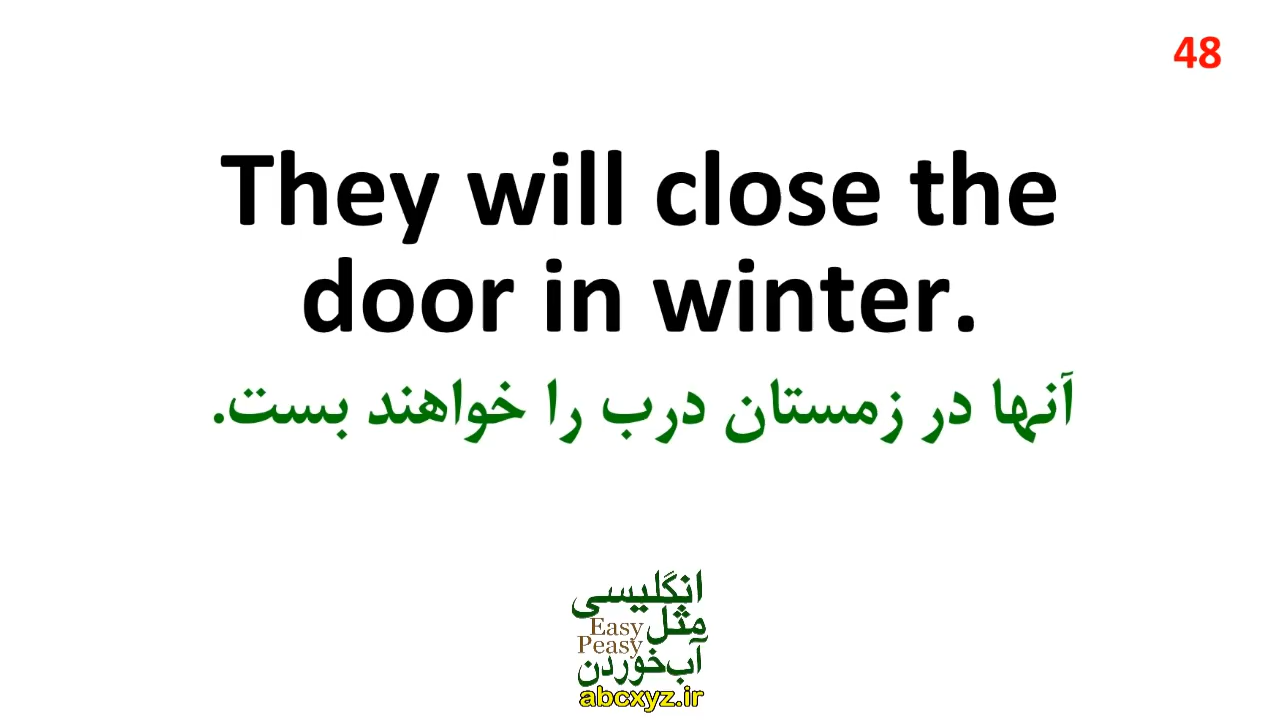 48
They will close the
door in winter.
آنها در زمستان درب را خواهند بست.
انگلیسی
مثل
Easy
Peasy
آب‌خوردن
abcxyz.ir